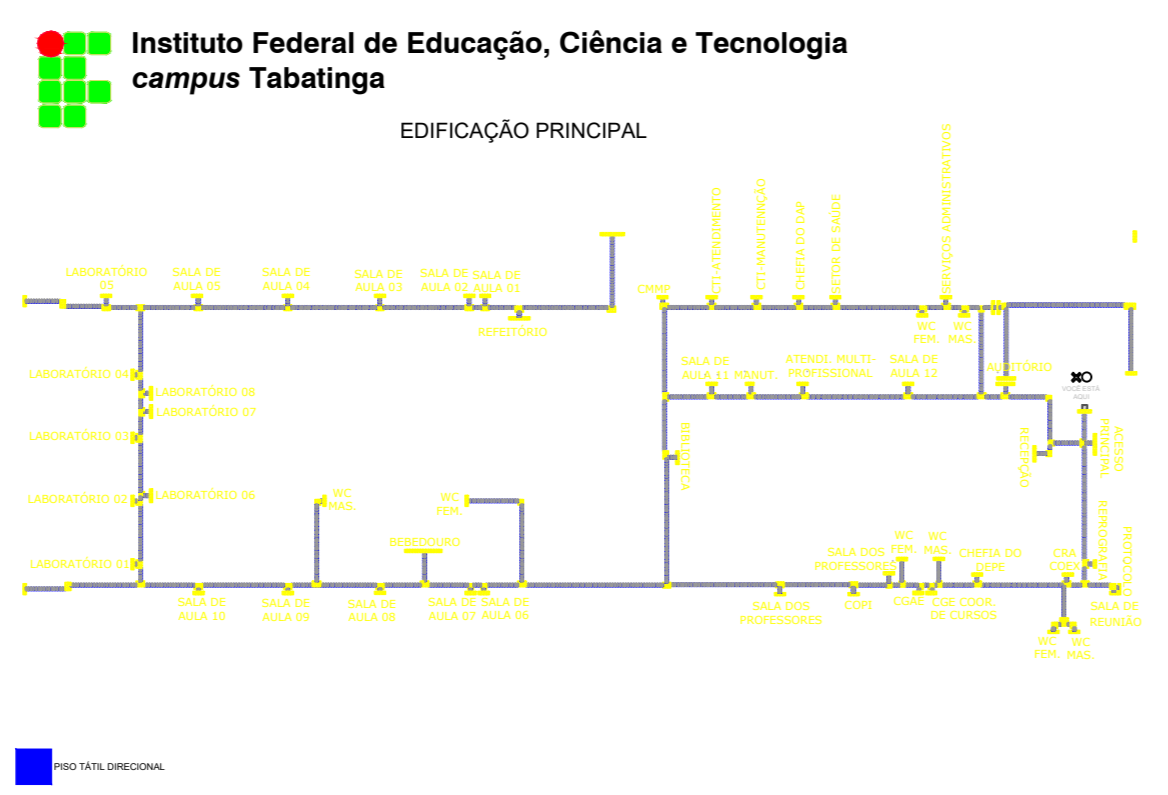 Instituto Federal de Educação, Ciência e Tecnologia
campus Tabatinga
EDIFICAÇÃO PRINCIPAL
CTI-ATENDIMENTO
CTI-MANUTENNÇÃO
CHEFIA DO DAP
SETOR DE SAÚDE
SERVIÇOS ADMINISTRATIVOS
LABORATÓRIO
05
SALA DE
AULA 05
SALA DE
AULA 04
SALA DE
AULA 03
SALA DE
AULA 02
SALA DE
AULA 01
REFEITÓRIO
CMMP
WC
FEM.
WC
MAS.
LABORATÓRIO 04
LABORATÓRIO 08
LABORATÓRIO 07
LABORATÓRIO 03
LABORATÓRIO 02
LABORATÓRIO 06
LABORATÓRIO 01
SALA DE
AULA 11
MANUT.
ATENDI. MULTI-
PROFISSIONAL
SALA DE
AULA 12
AUDITÓRIO
VOCÊ ESTÁ
AQUI
BIBLIOTECA
RECEPÇÃO
ACESSO
PRINCIPAL
WC
MAS.
WC
FEM.
BEBEDOURO
SALA DOS
PROFESSORES
WC
FEM.
WC
MAS.
CHEFIA DO
DEPE
CRA
COEX
REPROGRAFIA
PROTOCOLO
SALA DE
AULA 10
SALA DE
AULA 09
SALA DE
AULA 08
SALA DE
AULA 07
SALA DE
AULA 06
SALA DOS
PROFESSORES
COPI
CGAE
CGE
COOR.
DE CURSOS
SALA DE
REUNIÃO
WC
FEM.
WC
MAS.
PISO TÁTIL DIRECIONAL